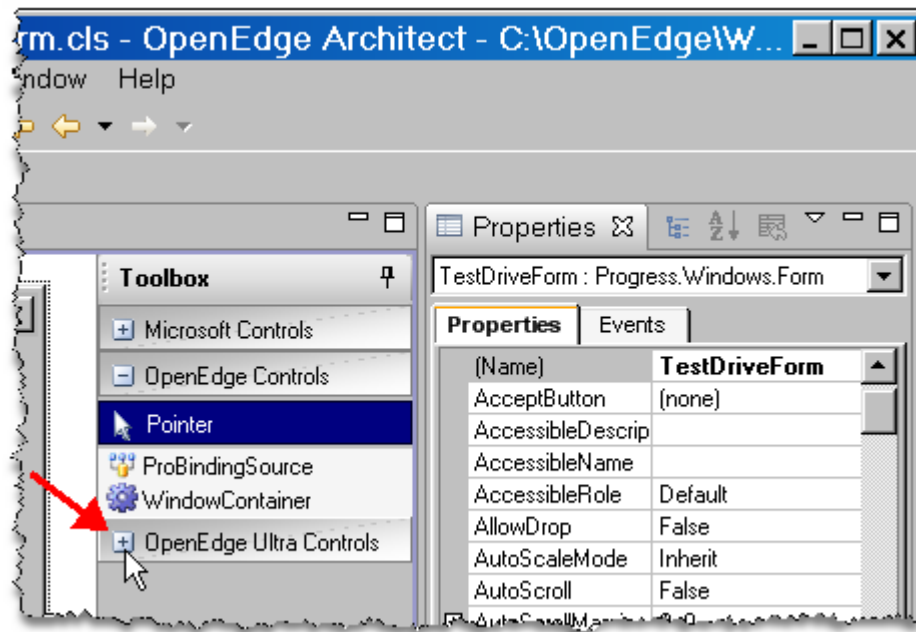 rm.cls - OpenEdge Architect - C:\OpenEdge\W...
ndow Help
Properties
Toolbox
TestDriveForm : Progress.Windows.Form
Microsoft Controls
Properties Events
OpenEdge Controls
(Name) TestDriveForm
Pointer
AcceptButton (none)
AccessibleDescrip
ProBindingSource
AccessibleName
WindowContainer
AccessibleRole Default
OpenEdge Ultra Controls
AllowDrop False
AutoScaleMode Inherit
AutoScroll False